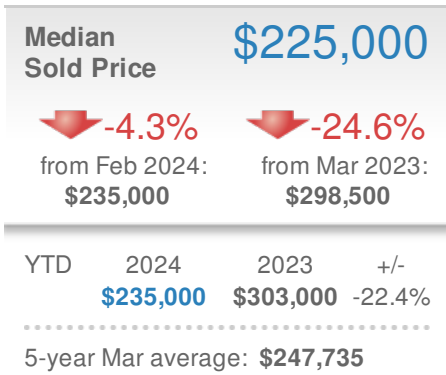 Median
Sold Price
$225,000
-4.3% -24.6%
from Feb 2024: from Mar 2023:
$235,000 $298,500
YTD 2024 2023 +/-
$235,000 $303,000 -22.4%
5-year Mar average: $247,735